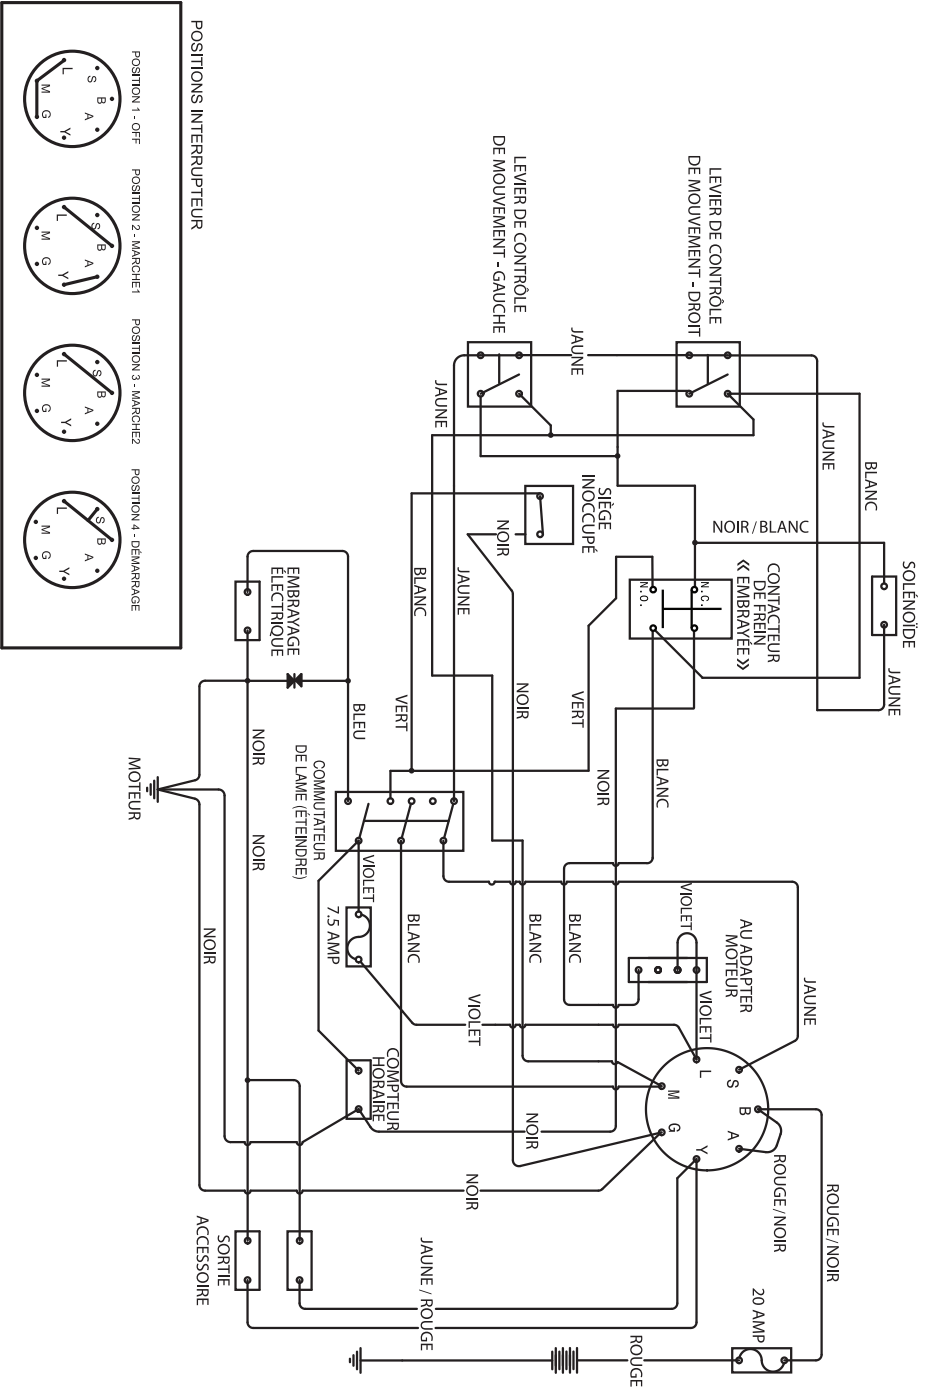 POSITIONS INTERRUPTEUR
POSITION 1 - OFF
S
B
A
L
M
G
Y
POSITION 2 - MARCHE1
S
B
A
L
M
G
Y
POSITION 3 - MARCHE2
S
B
A
L
M
G
Y
POSITION 4 - DÉMARRAGE
S
B
A
L
M
G
Y
LEVIER DE CONTRÔLE
DE MOUVEMENT - DROIT
LEVIER DE CONTRÔLE
DE MOUVEMENT - GAUCHE
JAUNE
JAUNE
JAUNE
BLANC
SOLÉNOÏDE
NOIR / BLANC
JAUNE
SIÈGE
INOCCUPÉ
NOIR
CONTACTEUR
DE FREIN
« EMBRAYÉE »
N.C.
N.O.
JAUNE
BLANC
EMBRAYAGE
ÉLECTRIQUE
NOIR
VERT
VERT
BLEU
NOIR
BLANC
NOIR
NOIR
MOTEUR
COMMUTATEUR
DE LAME (ÉTEINDRE)
VIOLET
7.5 AMP
BLANC
BLANC
BLANC
VIOLET
AU ADAPTER
MOTEUR
VIOLET
JAUNE
NOIR
VIOLET
COMPTEUR
HORAIRE
S
B
A
L
M
G
Y
NOIR
NOIR
ROUGE/NOIR
ROUGE/NOIR
SORTIE
ACCESSOIRE
JAUNE / ROUGE
20 AMP
ROUGE